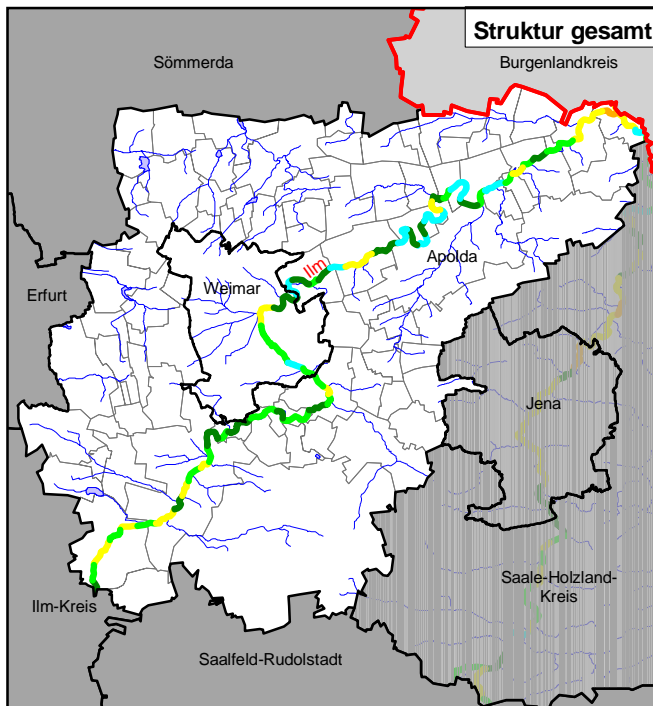 Struktur gesamt
Sömmerda
Burgenlandkreis
Ilm
Apolda
Weimar
Erfurt
Jena
Saale-Holzland-
Kreis
Ilm-Kreis
Saalfeld-Rudolstadt